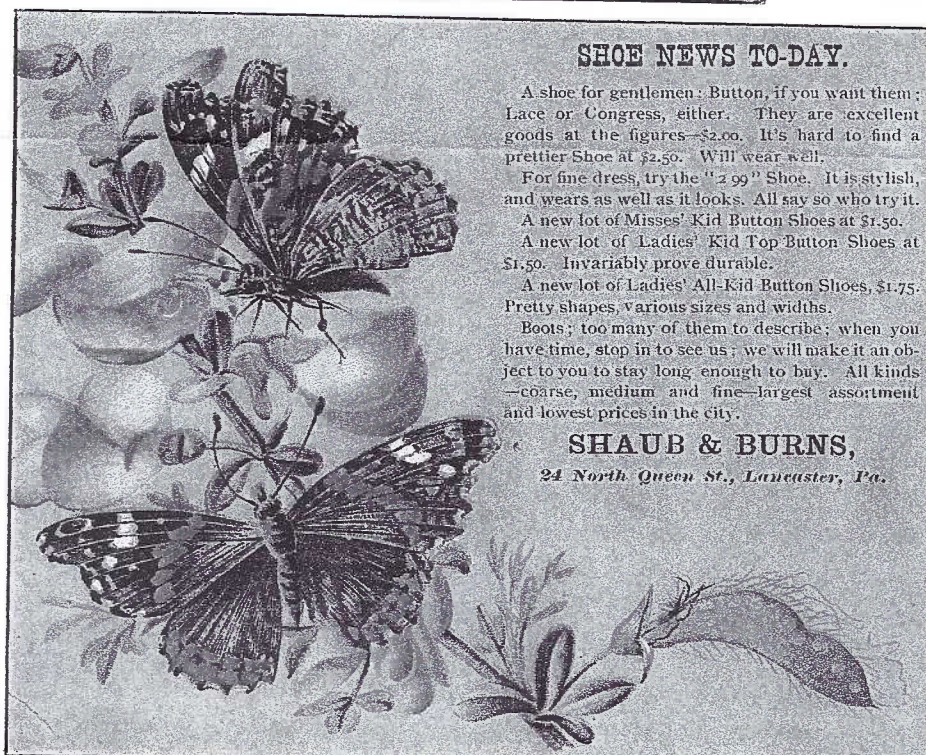 SHOE NEWS TO-DAY.
A shoe for gentlemen: Button, if you want them;
Lace or Congress, either. They are excellent
goods at the figures—$2.00. It's hard to find a
prettier Shoe at $2.50. Will wear well.
For fine dress, try the "2 99" Shoe. It is stylish,
and wears as well as it looks. All say so who try it.
A new lot of Misses' Kid Button Shoes at $1.50.
A new lot of Ladies' Kid Top Button Shoes at
$1.50. Invariably prove durable.
A new lot of Ladies' All-Kid Button Shoes, $1.75.
Pretty shapes, various sizes and widths.
Boots; too many of them to describe; when you
have time, stop in to see us; we will make it an ob-
ject to you to stay long enough to buy. All kinds
—coarse, medium and fine—largest assortment
and lowest prices in the city.
SHAUB & BURNS,
24 North Queen St., Lancaster, Pa.